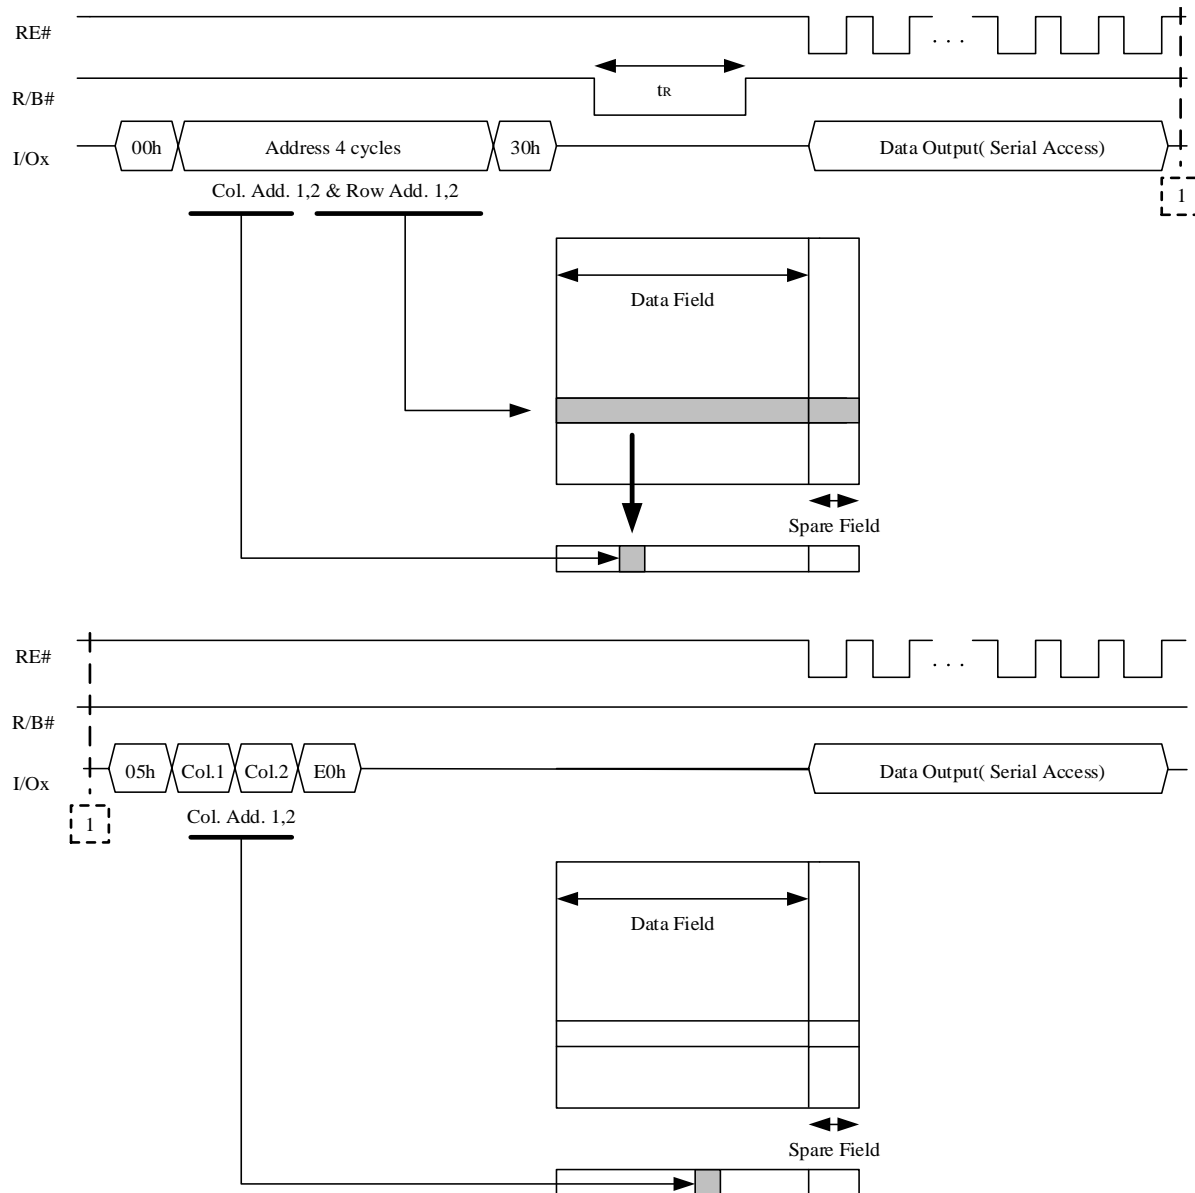 RE#
R/B#
tR
I/Ox
00h
Address 4 cycles
30h
Data Output( Serial Access)
Col. Add. 1,2 & Row Add. 1,2
1
Data Field
Spare Field
RE#
R/B#
I/Ox
05h
Col.1
Col.2
E0h
Data Output( Serial Access)
1
Col. Add. 1,2
Data Field
Spare Field